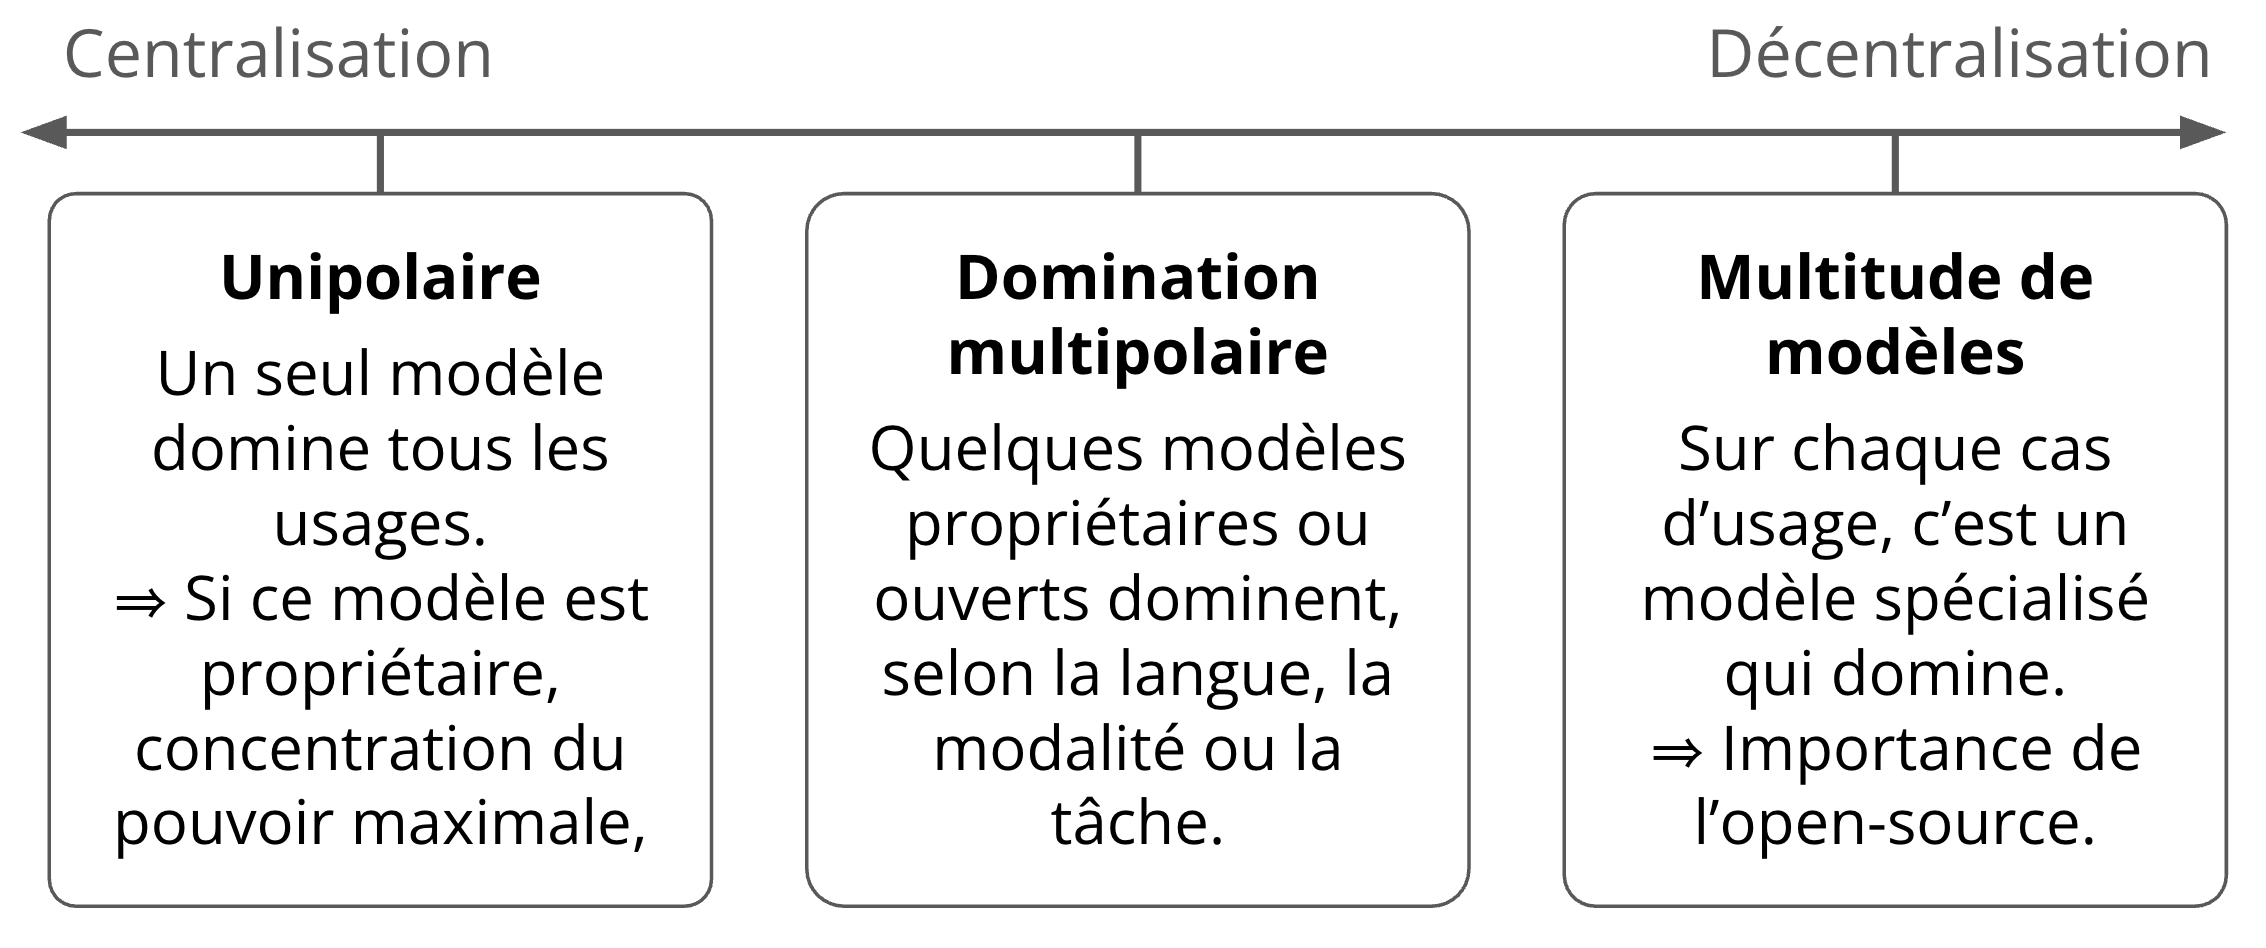 Centralisation
Décentralisation
Unipolaire
Un seul modèle
domine tous les
usages.
⇒ Si ce modèle est
propriétaire,
concentration du
pouvoir maximale,
Domination
multipolaire
Quelques modèles
propriétaires ou
ouverts dominent,
selon la langue, la
modalité ou la
tâche.
Multitude de
modèles
Sur chaque cas
d’usage, c’est un
modèle spécialisé
qui domine.
⇒ Importance de
l’open-source.